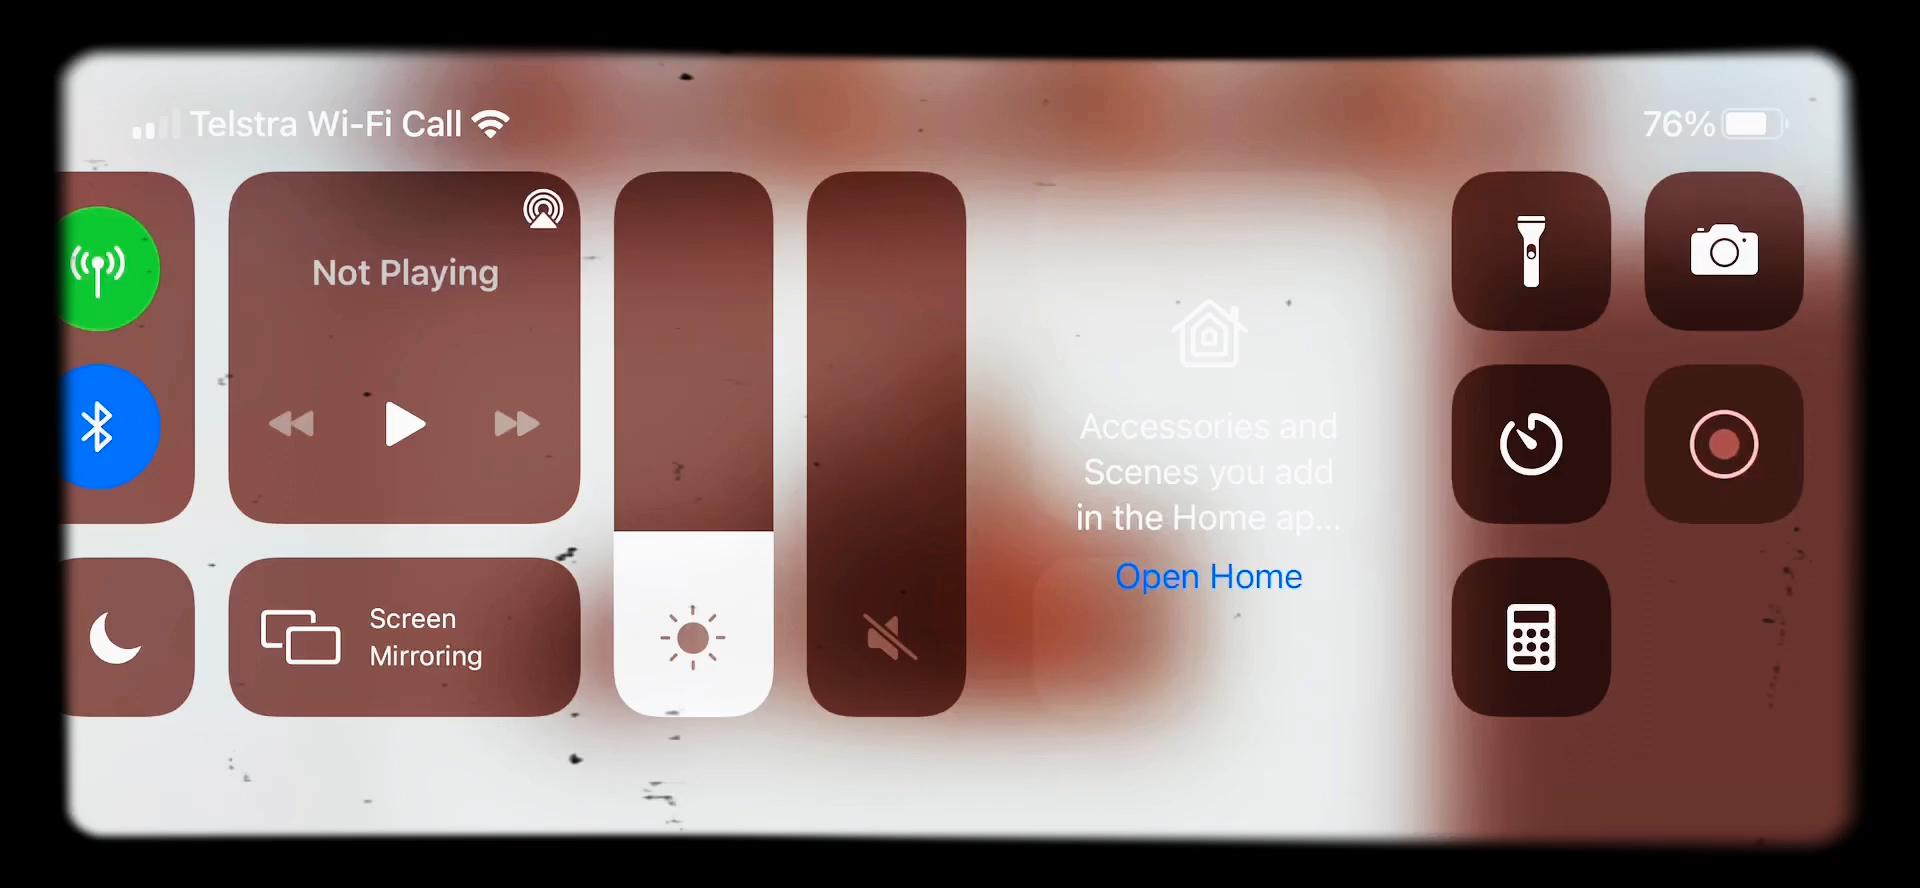 Telstra Wi-Fi Call
76%
Not Playing
Screen
Mirroring
Accessories and
Scenes you add
in the Home ap...
Open Home